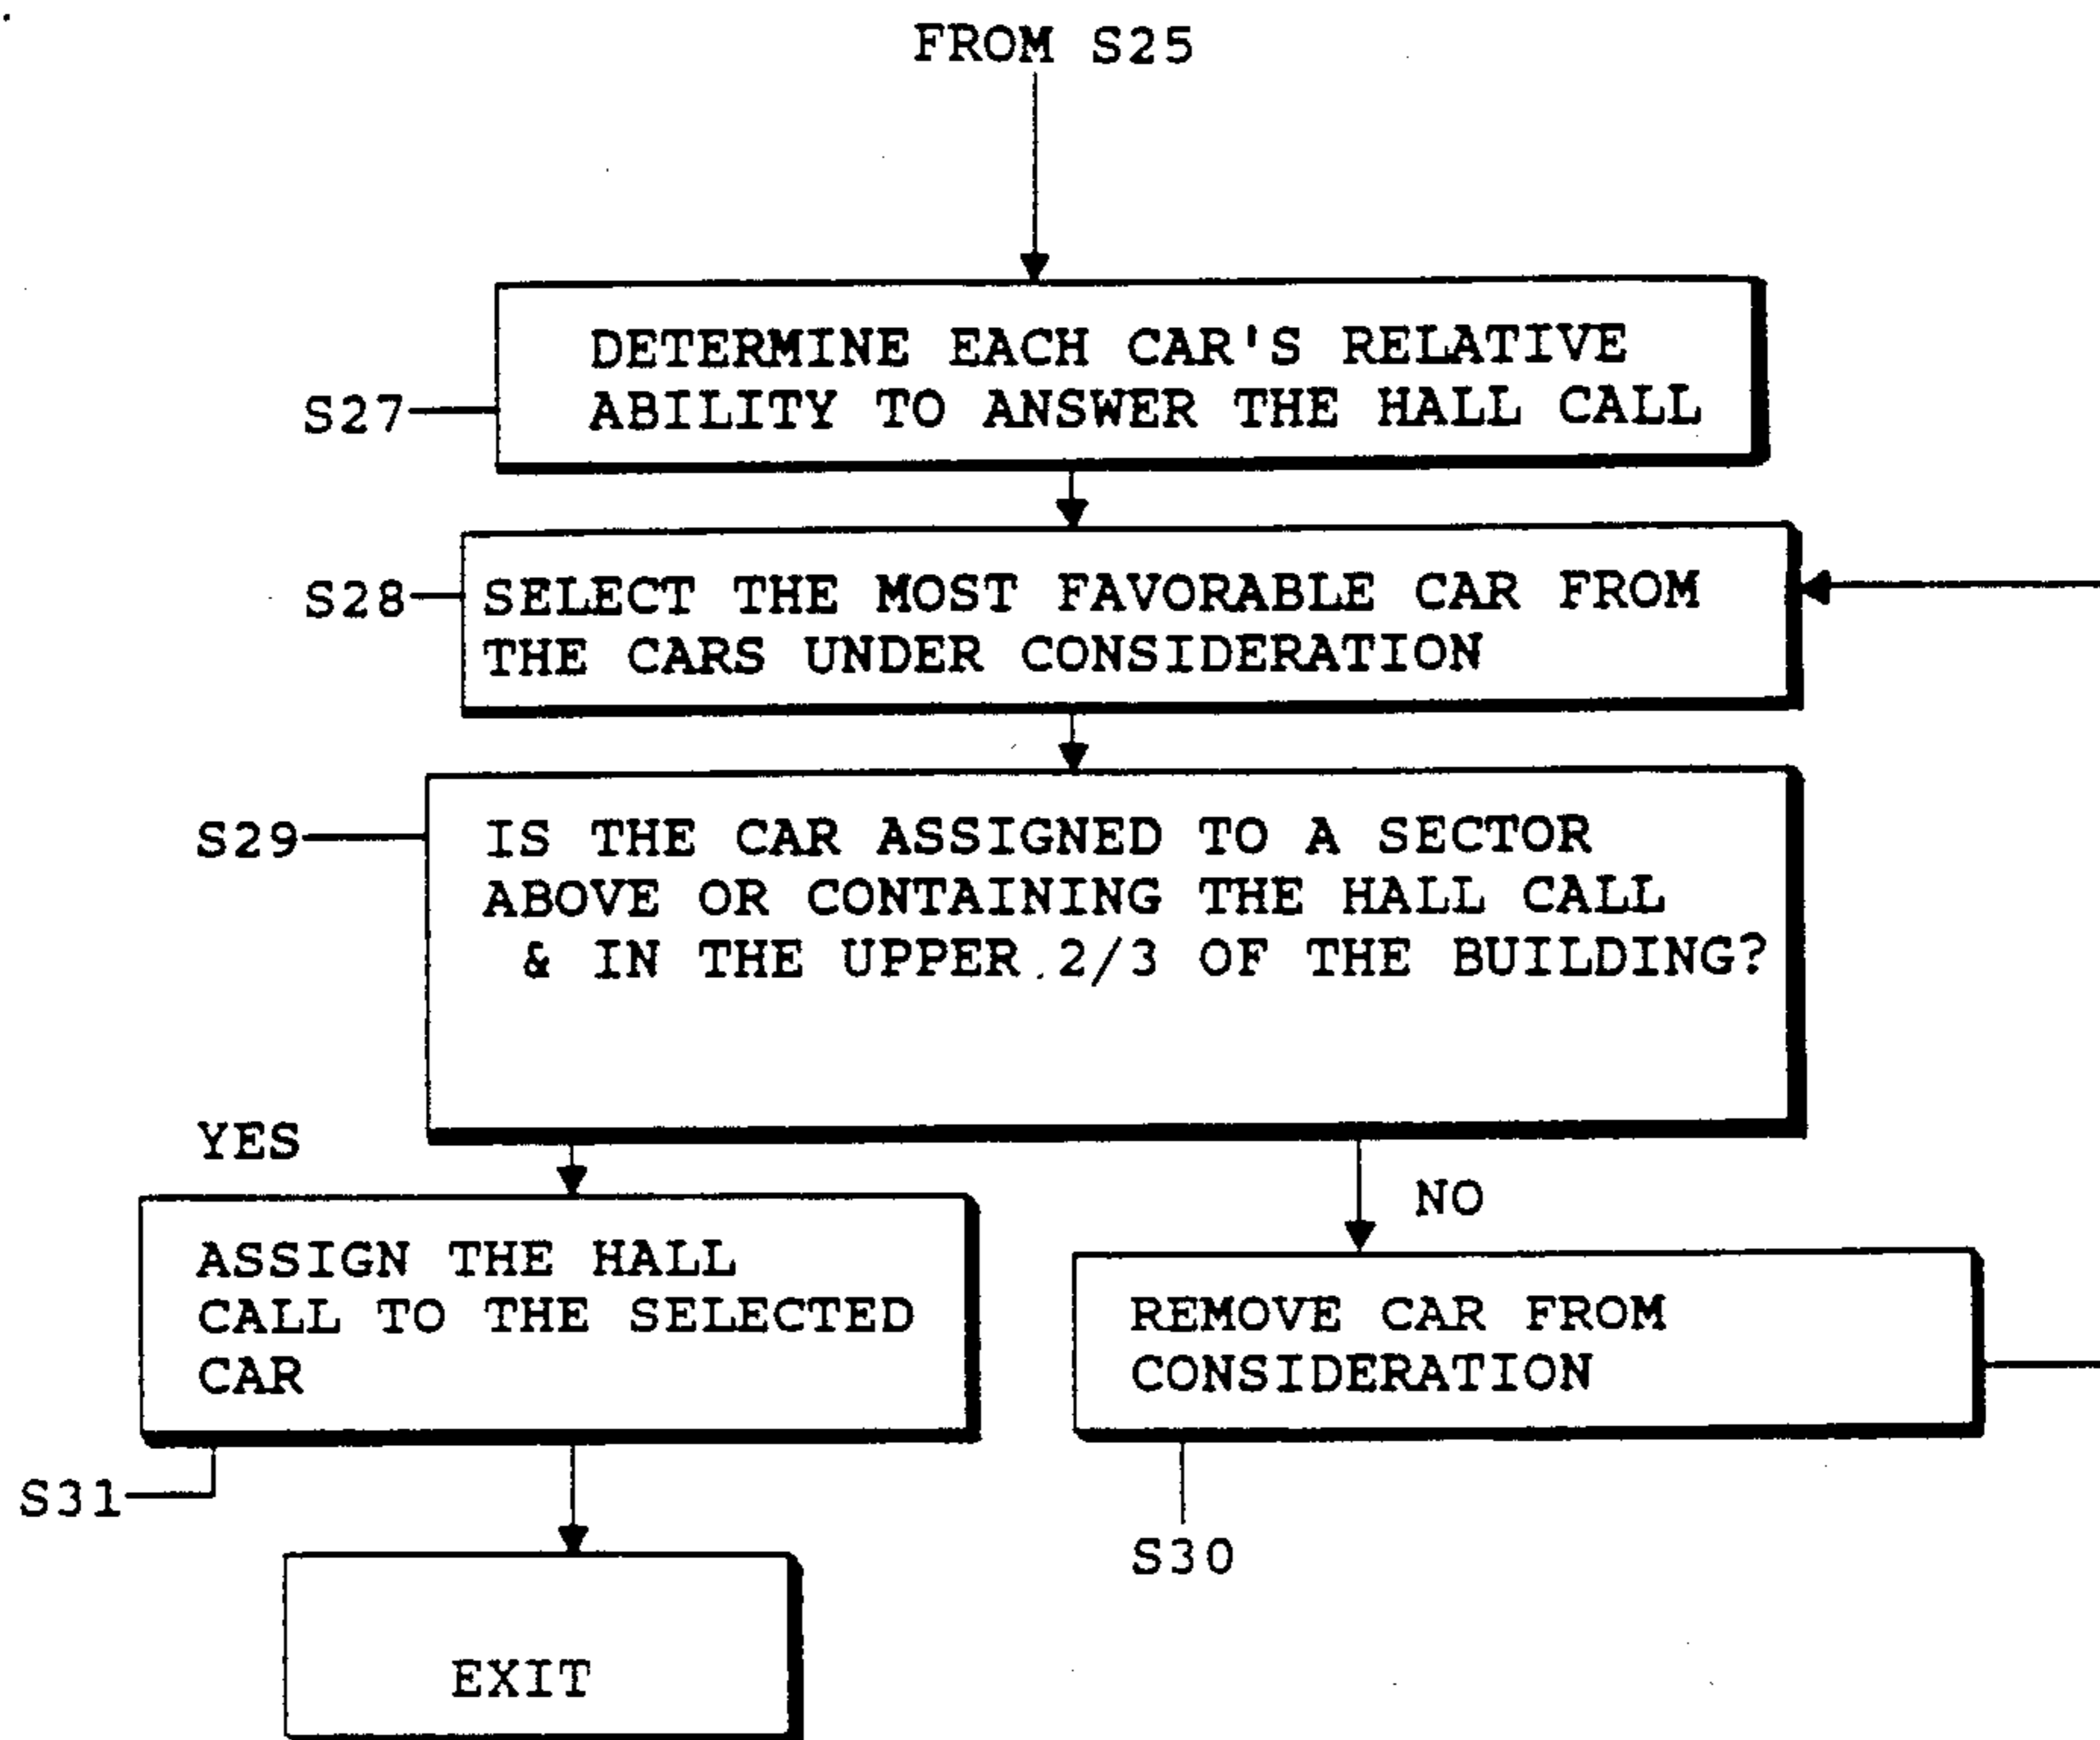 FROM S25
DETERMINE EACH CAR'S RELATIVE
ABILITY TO ANSWER THE HALL CALL
S27
SELECT THE MOST FAVORABLE CAR FROM
THE CARS UNDER CONSIDERATION
S28
IS THE CAR ASSIGNED TO A SECTOR
ABOVE OR CONTAINING THE HALL CALL
& IN THE UPPER 2/3 OF THE BUILDING?
S29
YES
NO
ASSIGN THE HALL
CALL TO THE SELECTED
CAR
S31
REMOVE CAR FROM
CONSIDERATION
S30
EXIT